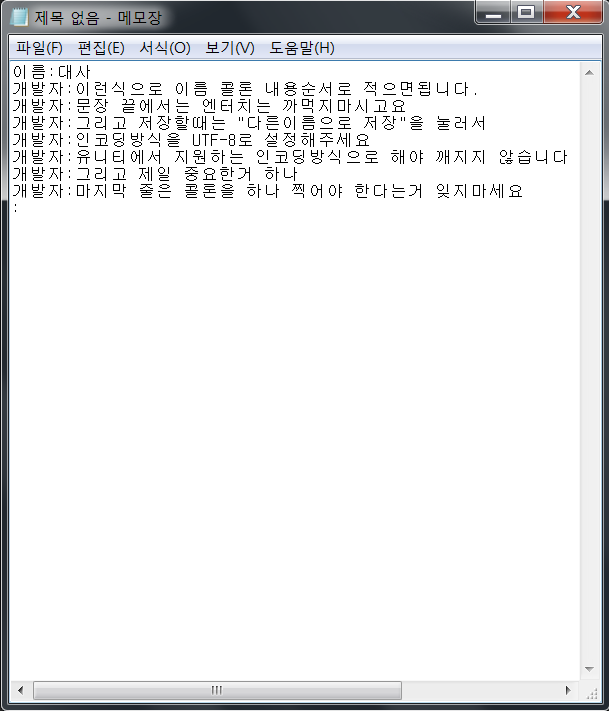 제목 없음 - 메모장
파일(F) 편집(E) 서식(O) 보기(V) 도움말(H)
이름:대사
개발자:이런식으로 이름 콜론 내용순서로 적으면됩니다.
개발자:문장 끝에서는 엔터치는 까먹지마시고요
개발자:그리고 저장할때는 "다른이름으로 저장"을 눌러서
개발자:인코딩방식을 UTF-8로 설정해주세요
개발자:유니티에서 지원하는 인코딩방식으로 해야 깨지지 않습니다
개발자:그리고 제일 중요한거 하나
개발자:마지막 줄은 콜론을 하나 찍어야 한다는거 잊지마세요
: